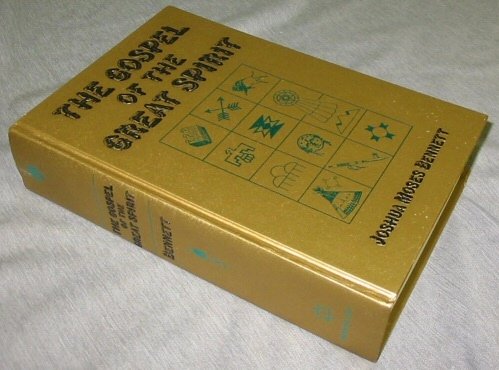 THE GOSPEL
OF THE
GREAT SPIRIT
JOSHUA MOSES BENNETT
THE GOSPEL
OF THE
GREAT SPIRIT
BENNETT